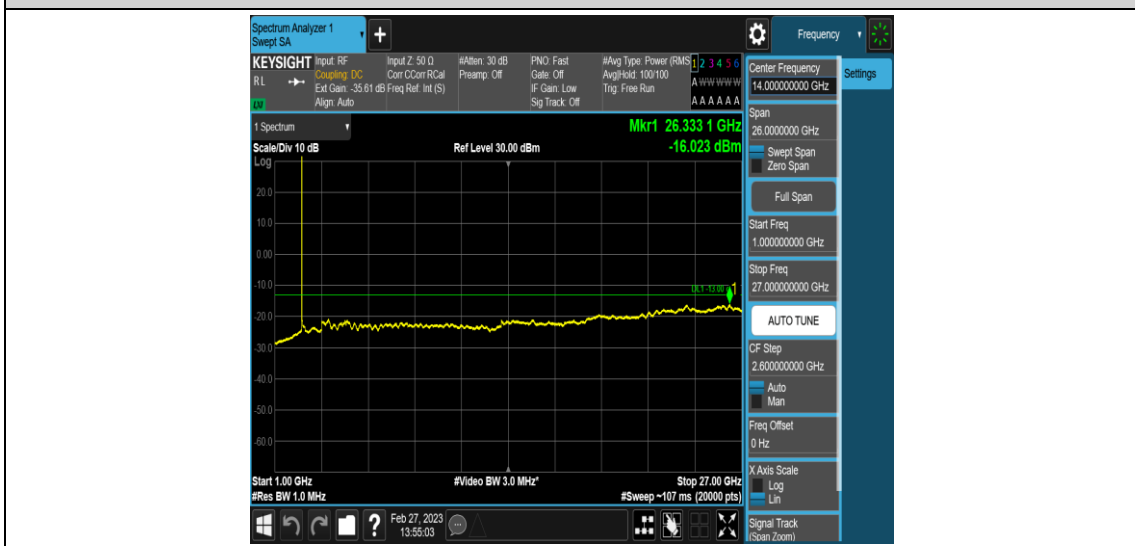 Spectrum Analyzer 1
Swept SA
+
Frequency
KEYSIGHT
RL
LXI
Input: RF
Coupling: DC
Ext Gain: -35.61 dB
Align: Auto
Input Z: 50 Ω
Corr CCorr RCal
Freq Ref: Int (S)
#Atten: 30 dB
Preamp: Off
PNO: Fast
Gate: Off
IF Gain: Low
Sig Track: Off
#Avg Type: Power (RMS
Avg|Hold: 100/100
Trig: Free Run
1 2 3 4 5 6
A W W W W W
A A A A A A
1 Spectrum
Mkr1 26.333 1 GHz
-16.023 dBm
Scale/Div 10 dB
Ref Level 30.00 dBm
Log
20.0
10.0
0.00
-10.0
-20.0
-30.0
-40.0
-50.0
-60.0
DL1 -13.00
1
Start 1.00 GHz
#Res BW 1.0 MHz
#Video BW 3.0 MHz*
Stop 27.00 GHz
#Sweep ~107 ms (20000 pts)
Center Frequency
14.000000000 GHz
Settings
Span
26.0000000 GHz
Swept Span
Zero Span
Full Span
Start Freq
1.000000000 GHz
Stop Freq
27.000000000 GHz
AUTO TUNE
CF Step
2.600000000 GHz
Auto
Man
Freq Offset
0 Hz
X Axis Scale
Log
Lin
Signal Track
(Span Zoom)
?
Feb 27, 2023
13:55:03